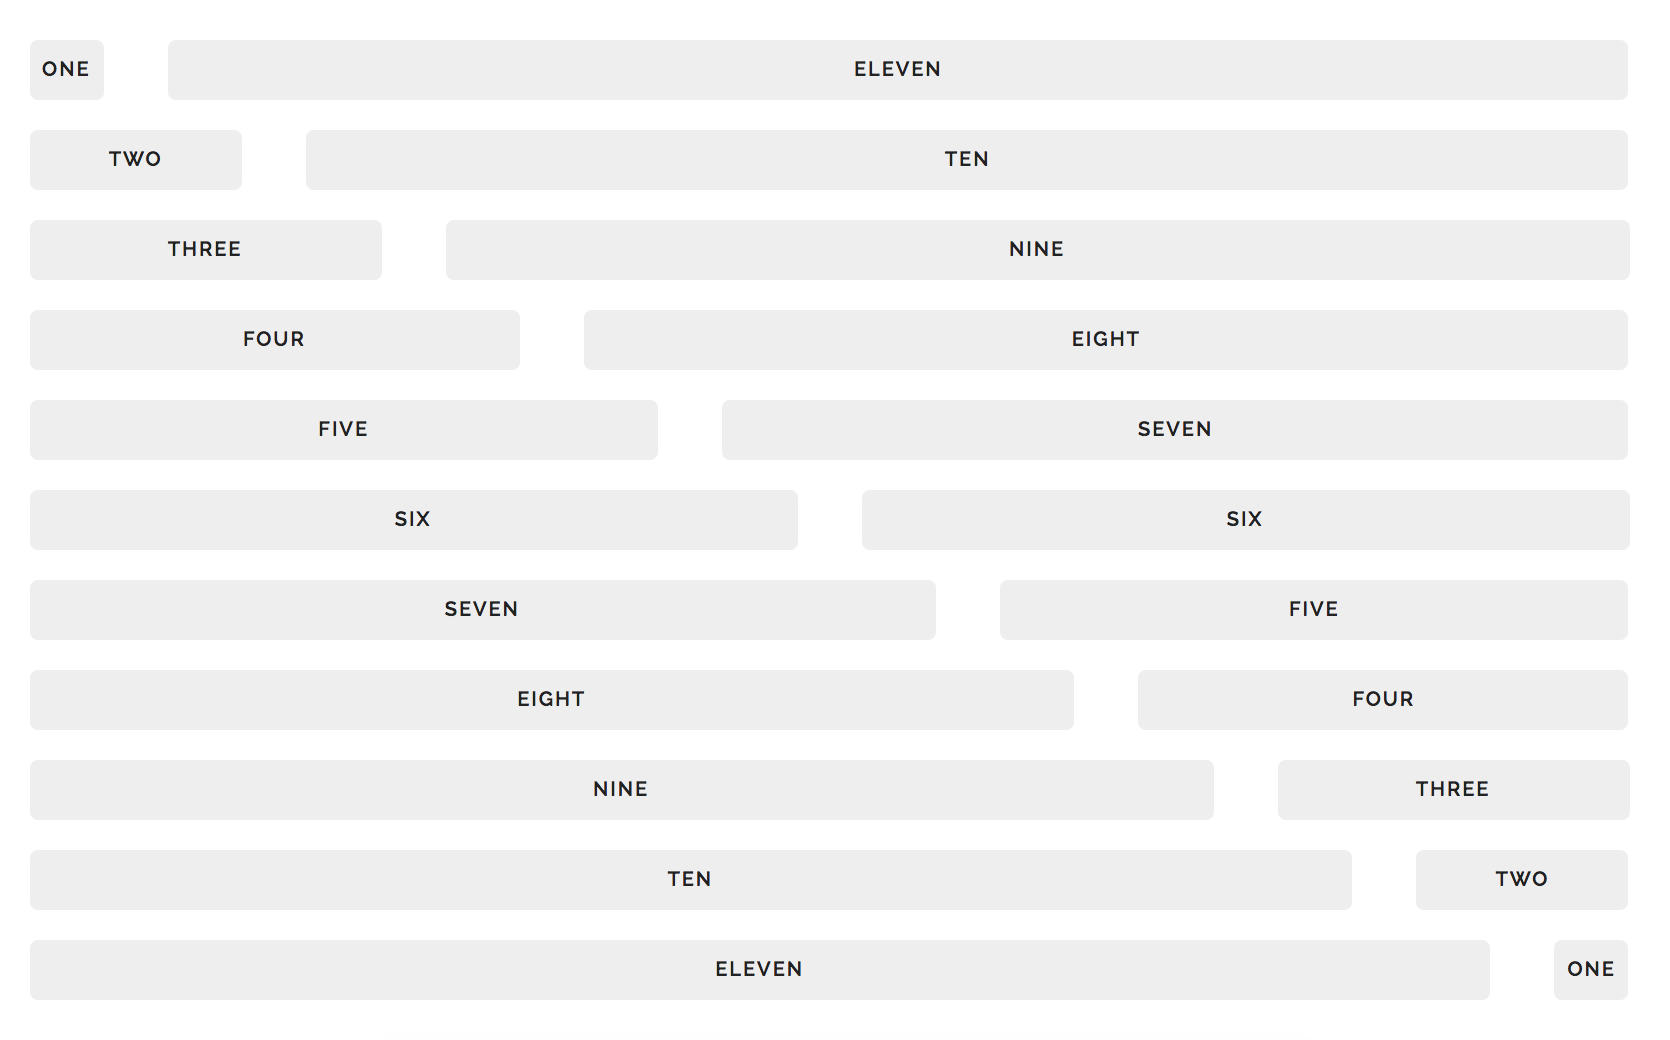 ONE ELEVEN
TWO TEN
THREE NINE
FOUR EIGHT
FIVE SEVEN
SIX SIX
SEVEN FIVE
EIGHT FOUR
NINE THREE
TEN TWO
ELEVEN ONE